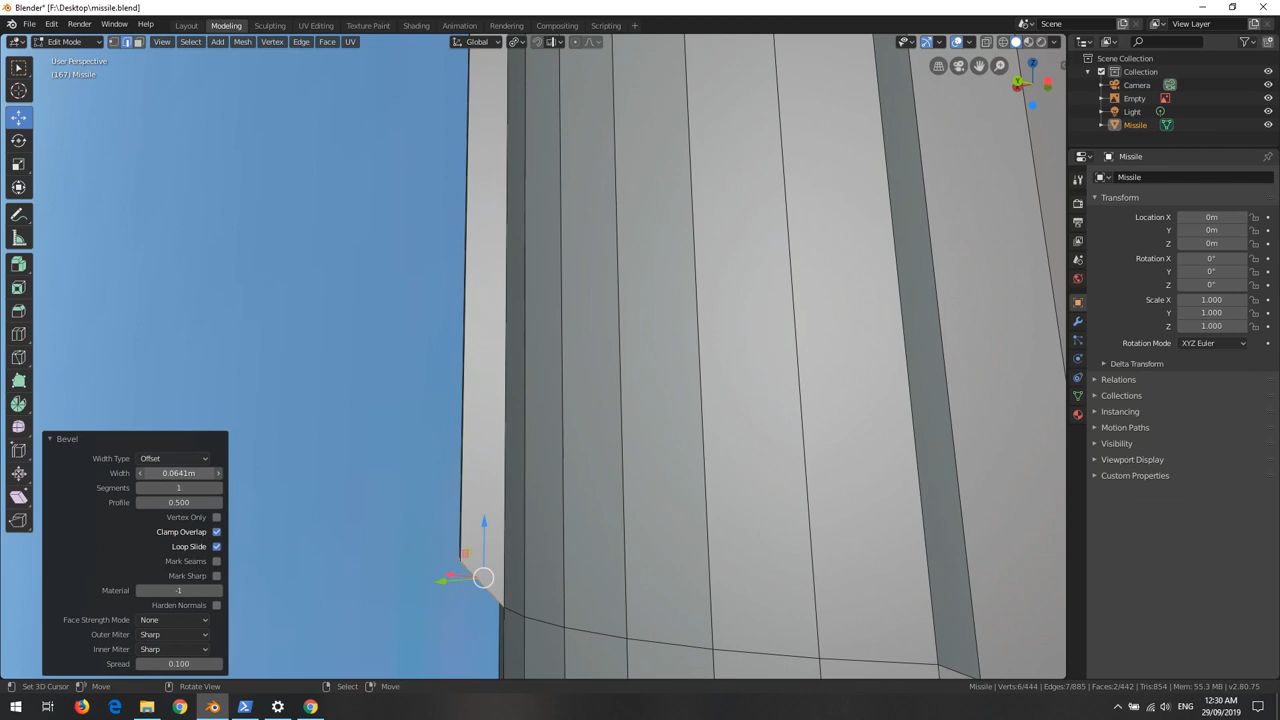 Blender* [F:\Desktop\missile.blend]
File Edit Render Window Help Layout Modeling Sculpting UV Editing Texture Paint Shading Animation Rendering Compositing Scripting + Scene View Layer
Edit Mode View Select Add Mesh Vertex Edge Face UV Global
User Perspective
(167) Missile
Z
Y
Scene Collection
Collection
Camera
Empty
Light
Missile
Missile
Missile
Transform
Location X 0m
Y 0m
Z 0m
Rotation X 0°
Y 0°
Z 0°
Scale X 1.000
Y 1.000
Z 1.000
Rotation Mode XYZ Euler
Delta Transform
Relations
Collections
Instancing
Motion Paths
Visibility
Viewport Display
Custom Properties
Bevel
Width Type Offset
Width 0.0641m
Segments 1
Profile 0.500
Vertex Only
Clamp Overlap
Loop Slide
Mark Seams
Mark Sharp
Material -1
Harden Normals
Face Strength Mode None
Outer Miter Sharp
Inner Miter Sharp
Spread 0.100
Set 3D Cursor Move Rotate View Select Move Missile | Verts:6/444 | Edges:7/885 | Faces:2/442 | Tris:854 | Mem: 55.3 MB | v2.80.75
ENG 12:30 AM
29/09/2019